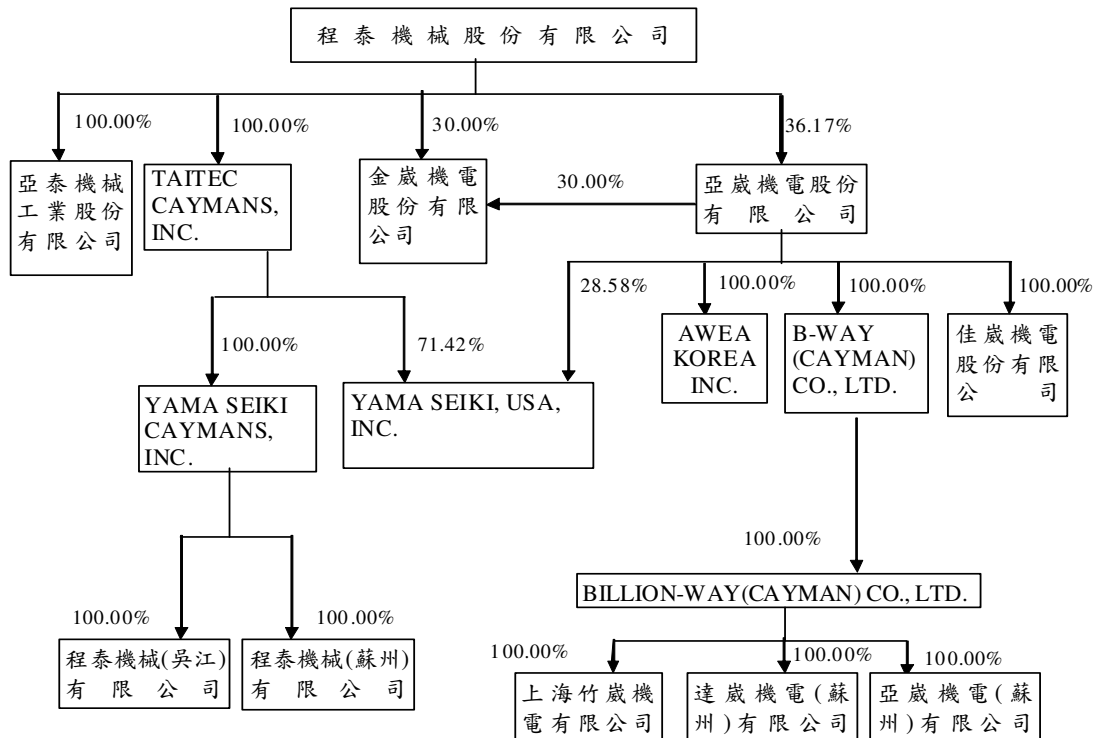 程泰機械股份有限公司
100.00%
100.00%
30.00%
36.17%
亞泰機械
工業股份
有限公司
TAITEC
CAYMANS,
INC.
金崴機電
股份有限
公司
30.00%
亞崴機電股份
有限公司
28.58%
100.00%
100.00%
100.00%
100.00%
71.42%
AWEA
KOREA
INC.
B-WAY
(CAYMAN)
CO., LTD.
佳崴機電
股份有限
公司
YAMA SEIKI
CAYMANS,
INC.
YAMA SEIKI, USA,
INC.
100.00%
BILLION-WAY(CAYMAN) CO., LTD.
100.00%
100.00%
100.00%
100.00%
100.00%
程泰機械(吳江)
有限公司
程泰機械(蘇州)
有限公司
上海竹崴機
電有限公司
達崴機電(蘇
州)有限公司
亞崴機電(蘇
州)有限公司